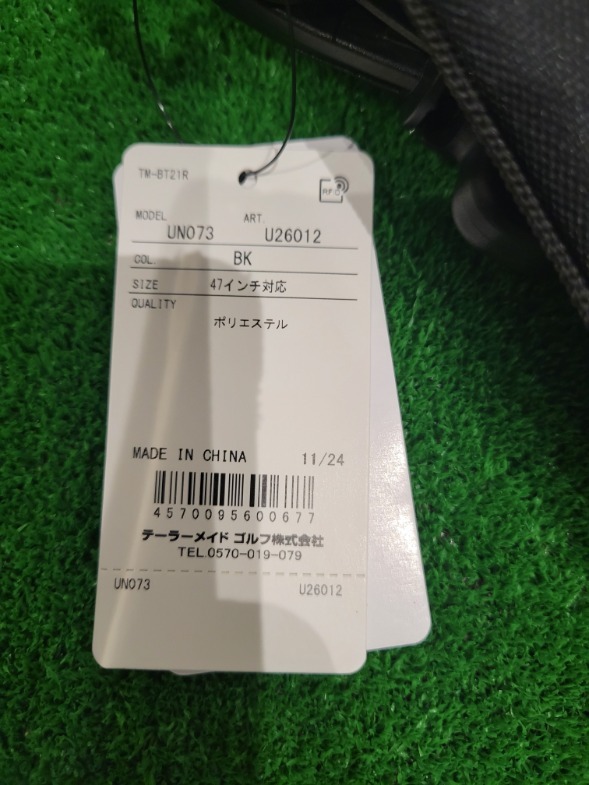 TM-BT21R
RFID
MODEL UN073 ART. U26012
COL. BK
SIZE 47インチ対応
QUALITY
ポリエステル
MADE IN CHINA 11/24
4570095600677
テーラーメイド ゴルフ株式会社
TEL.0570-019-079
UN073 U26012